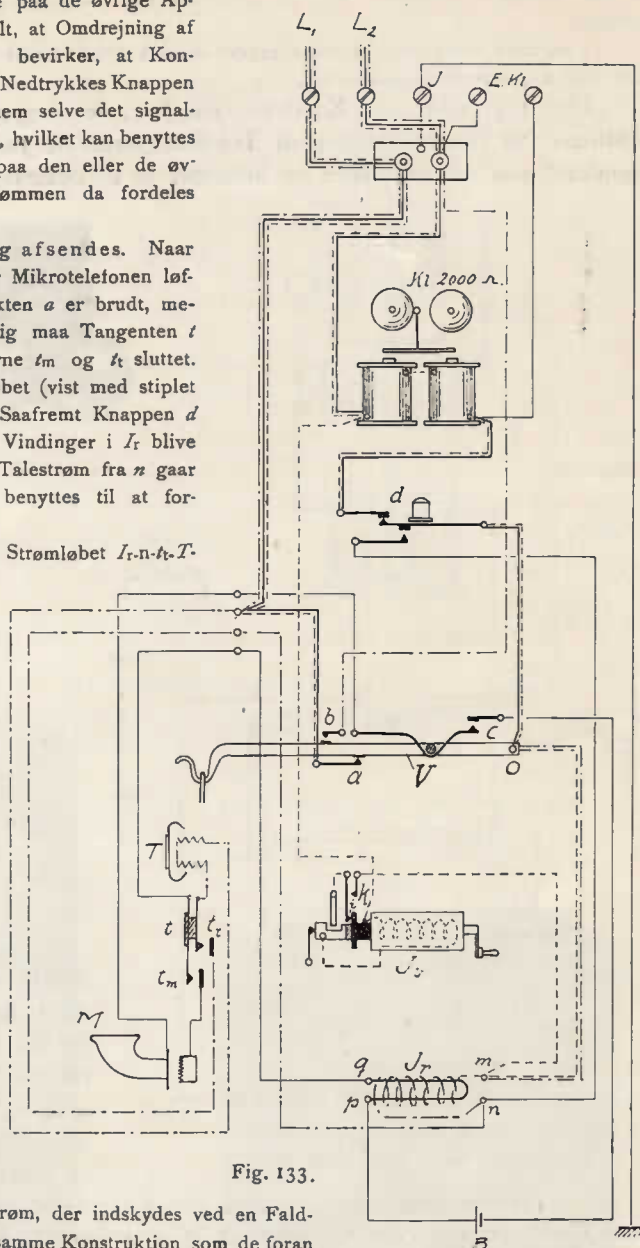 paa de øvrige Ap-
lt, at Omdrejning af
bevirker, at Kon-
Nedtrykkes Knappen
em selve det signal-
, hvilket kan benyttes
paa den eller de øv-
ømmen da fordeles
g afsendes. Naar
Mikrotelefonen løf-
kten a er brudt, me-
ig maa Tangenten t
rne tm og tt sluttet.
bet (vist med stiplet
Saafremt Knappen d
Vindinger i Ir blive
Talestrøm fra n gaar
benyttes til at for-
Strømløbet Ir-n-tt-T-
L1 L2 J E.Kl
Kl 2000
d
b c
a V O
T
t tt
tm
M
q Jr m
p n
B
Fig. 133.
røm, der indskydes ved en Fald-
samme Konstruktion som de foran